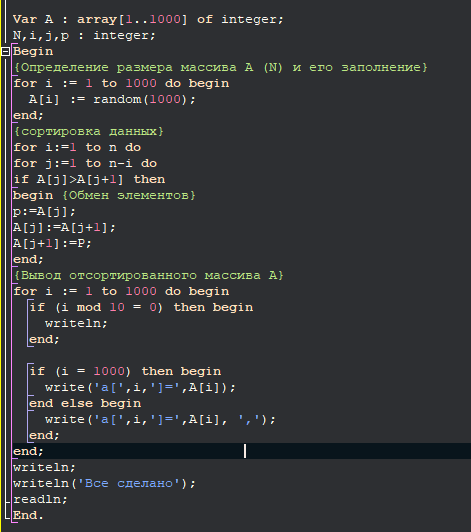 Var A : array[1..1000] of integer;
N,i,j,p : integer;
Begin
{Определение размера массива A (N) и его заполнение}
for i := 1 to 1000 do begin
  A[i] := random(1000);
end;
{сортировка данных}
for i:=1 to n do
for j:=1 to n-i do
if A[j]>A[j+1] then
begin {Обмен элементов}
p:=A[j];
A[j]:=A[j+1];
A[j+1]:=P;
end;
{Вывод отсортированного массива A}
for i := 1 to 1000 do begin
  if (i mod 10 = 0) then begin
    writeln;
  end;

  if (i = 1000) then begin
    write('a[',i,']=',A[i]);
  end else begin
    write('a[',i,']=',A[i], ',');
  end;
end;
writeln;
writeln('Все сделано');
readln;
End.